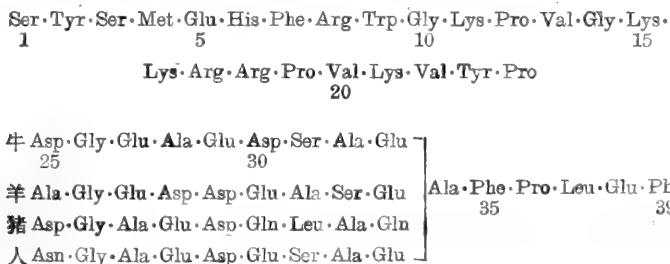 Ser·Tyr·Ser·Met·Glu·His·Phe·Arg·Trp·Gly·Lys·Pro·Val·Gly·Lys·
1 5 10 15
Lys·Arg·Arg·Pro·Val·Lys·Val·Tyr·Pro
20
牛 Asp·Gly·Glu·Ala·Glu·Asp·Ser·Ala·Glu
25 30
羊 Ala·Gly·Glu·Asp·Asp·Glu·Ala·Ser·Glu
Ala·Phe·Pro·Leu·Glu·Ph
35 39
猪 Asp·Gly·Ala·Glu·Asp·Gln·Leu·Ala·Gln
人 Asn·Gly·Ala·Glu·Asp·Glu·Ser·Ala·Glu